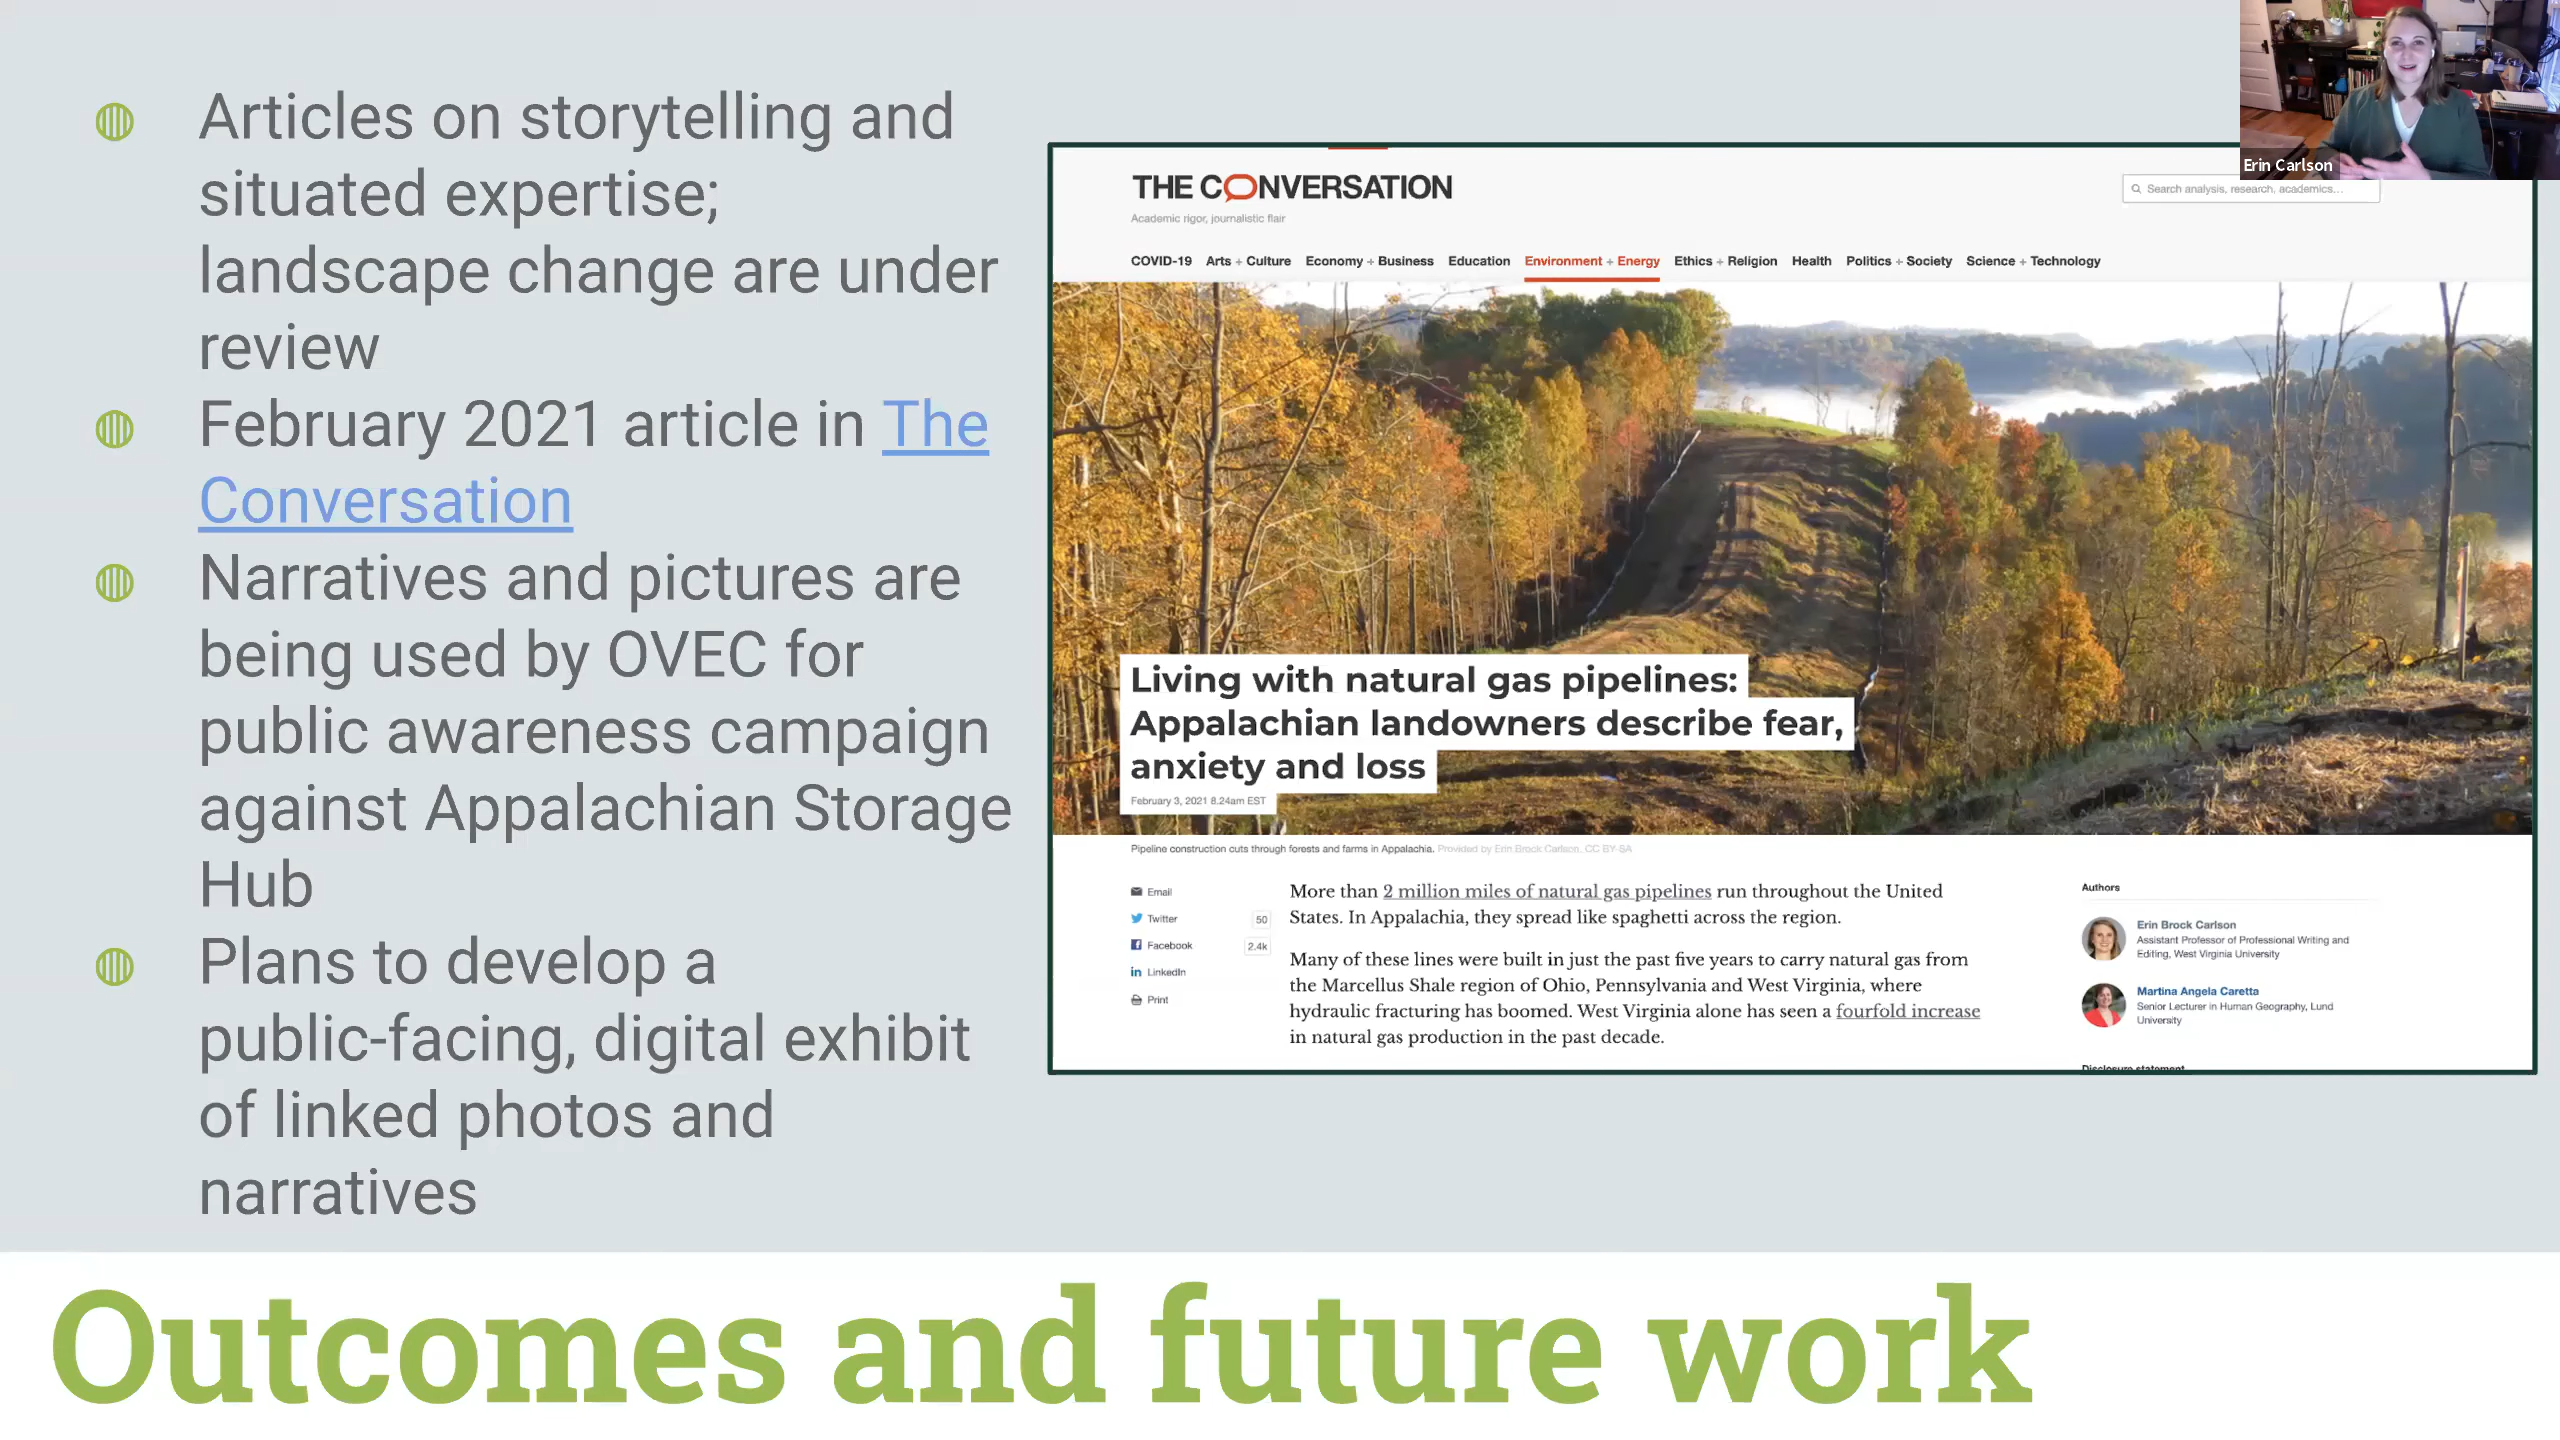 Articles on storytelling and
situated expertise;
landscape change are under
review
February 2021 article in The
Conversation
Narratives and pictures are
being used by OVEC for
public awareness campaign
against Appalachian Storage
Hub
Plans to develop a
public-facing, digital exhibit
of linked photos and
narratives
Outcomes and future work
Erin Carlson
THE CONVERSATION
Academic rigor, journalistic flair
Search analysis, research, academics...
COVID-19 Arts + Culture Economy + Business Education Environment + Energy Ethics + Religion Health Politics + Society Science + Technology
Living with natural gas pipelines:
Appalachian landowners describe fear,
anxiety and loss
February 3, 2021 8.24am EST
Pipeline construction cuts through forests and farms in Appalachia. Provided by Erin Brock Carlson, CC BY-SA
Email
Twitter 50
Facebook 2.4k
LinkedIn
Print
More than 2 million miles of natural gas pipelines run throughout the United
States. In Appalachia, they spread like spaghetti across the region.
Many of these lines were built in just the past five years to carry natural gas from
the Marcellus Shale region of Ohio, Pennsylvania and West Virginia, where
hydraulic fracturing has boomed. West Virginia alone has seen a fourfold increase
in natural gas production in the past decade.
Authors
Erin Brock Carlson
Assistant Professor of Professional Writing and
Editing, West Virginia University
Martina Angela Caretta
Senior Lecturer in Human Geography, Lund
University
Disclosure statement